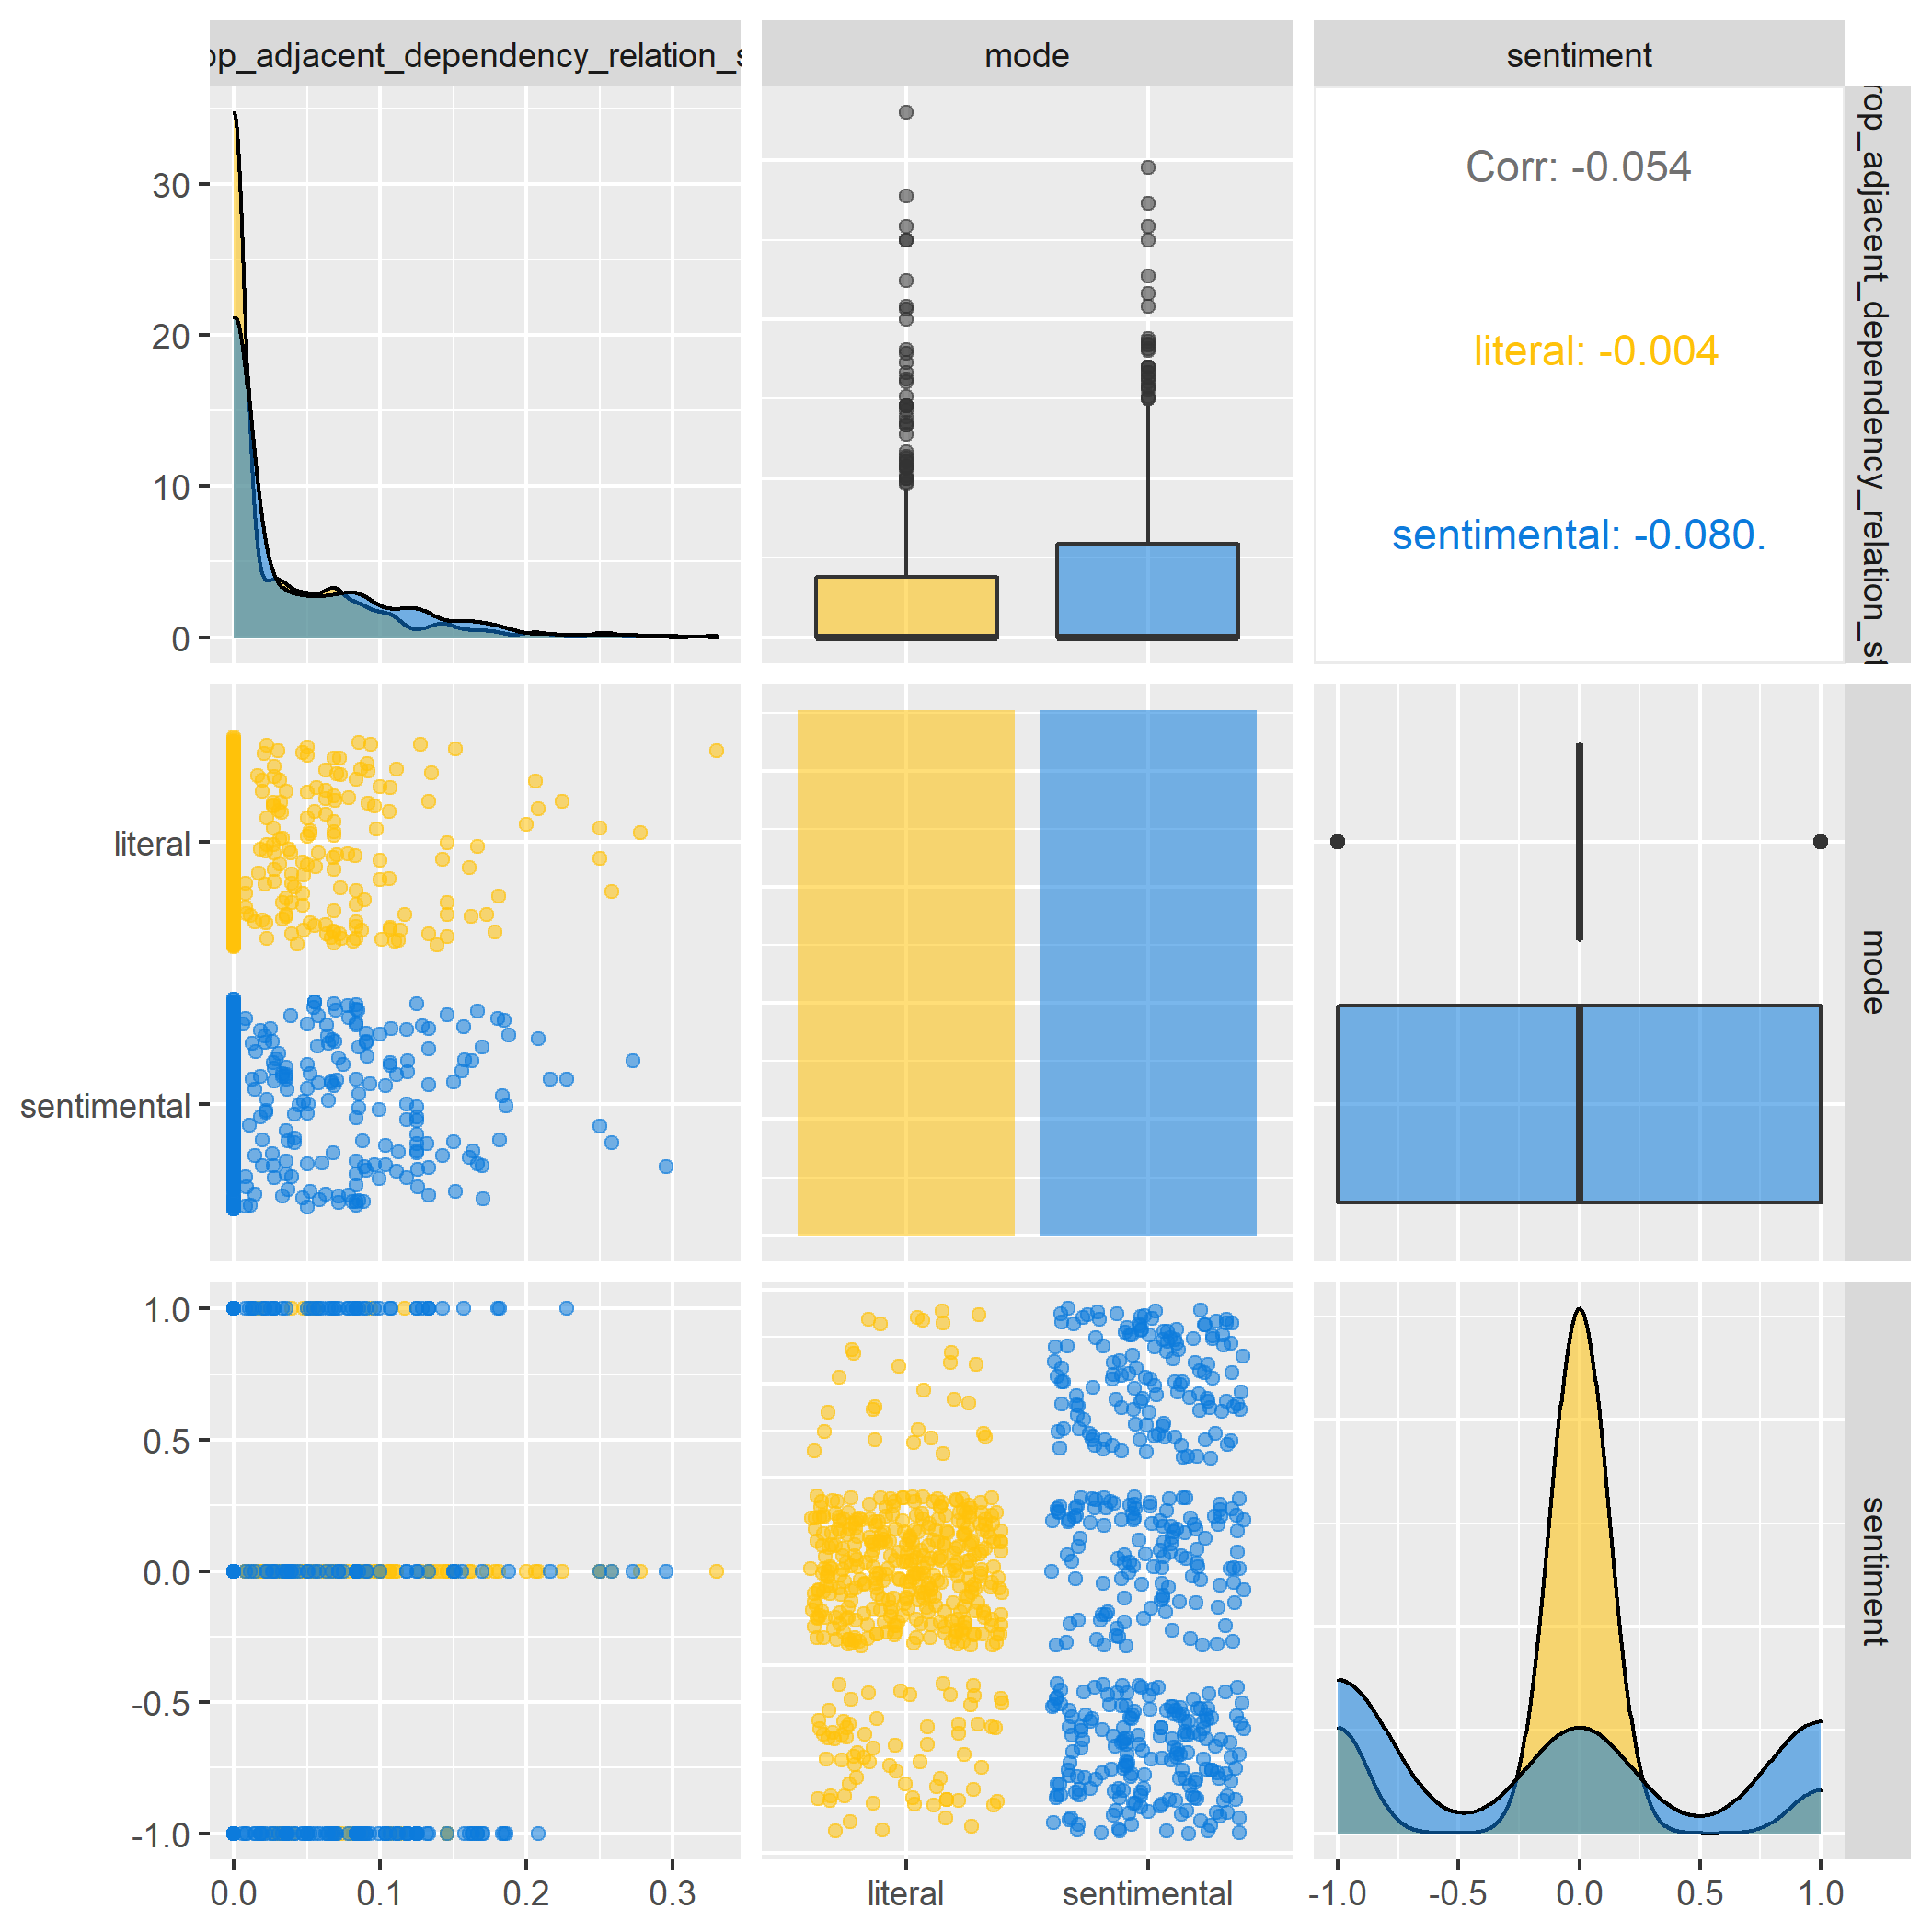 op_adjacent_dependency_relation_s
mode
sentiment
30
20
10
0
Corr: -0.054
literal: -0.004
sentimental: -0.080.
rop_adjacent_dependency_relation_st
literal
sentimental
mode
1.0
0.5
0.0
-0.5
-1.0
sentiment
0.0 0.1 0.2 0.3
literal sentimental
-1.0 -0.5 0.0 0.5 1.0